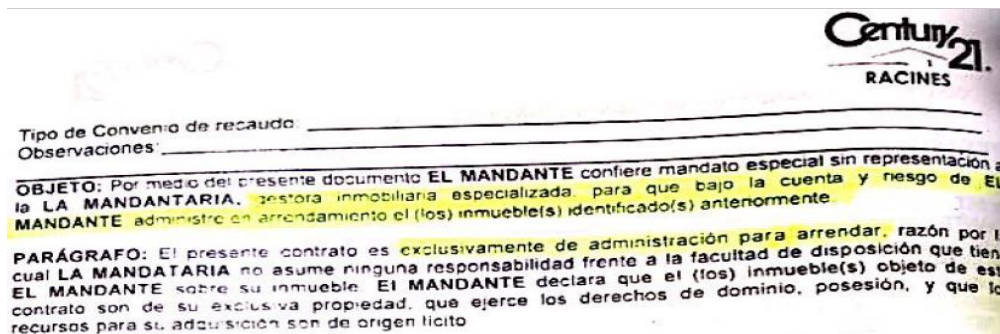 Century 21.
RACINES
Tipo de Convenio de recaudo: 
Observaciones:
OBJETO: Por medio del presente documento EL MANDANTE confiere mandato especial sin representación a
la LA MANDANTARIA, gestora inmobiliaria especializada, para que bajo la cuenta y riesgo de EL
MANDANTE administre en arrendamiento el (los) inmueble(s) identificado(s) anteriormente.
PARÁGRAFO: El presente contrato es exclusivamente de administración para arrendar, razón por l
cual LA MANDATARIA no asume ninguna responsabilidad frente a la facultad de disposición que tien
EL MANDANTE sobre su inmueble. El MANDANTE declara que el (los) inmueble(s) objeto de est
contrato son de su exclusiva propiedad, que ejerce los derechos de dominio, posesión, y que lo
recursos para su adquisición son de origen lícito